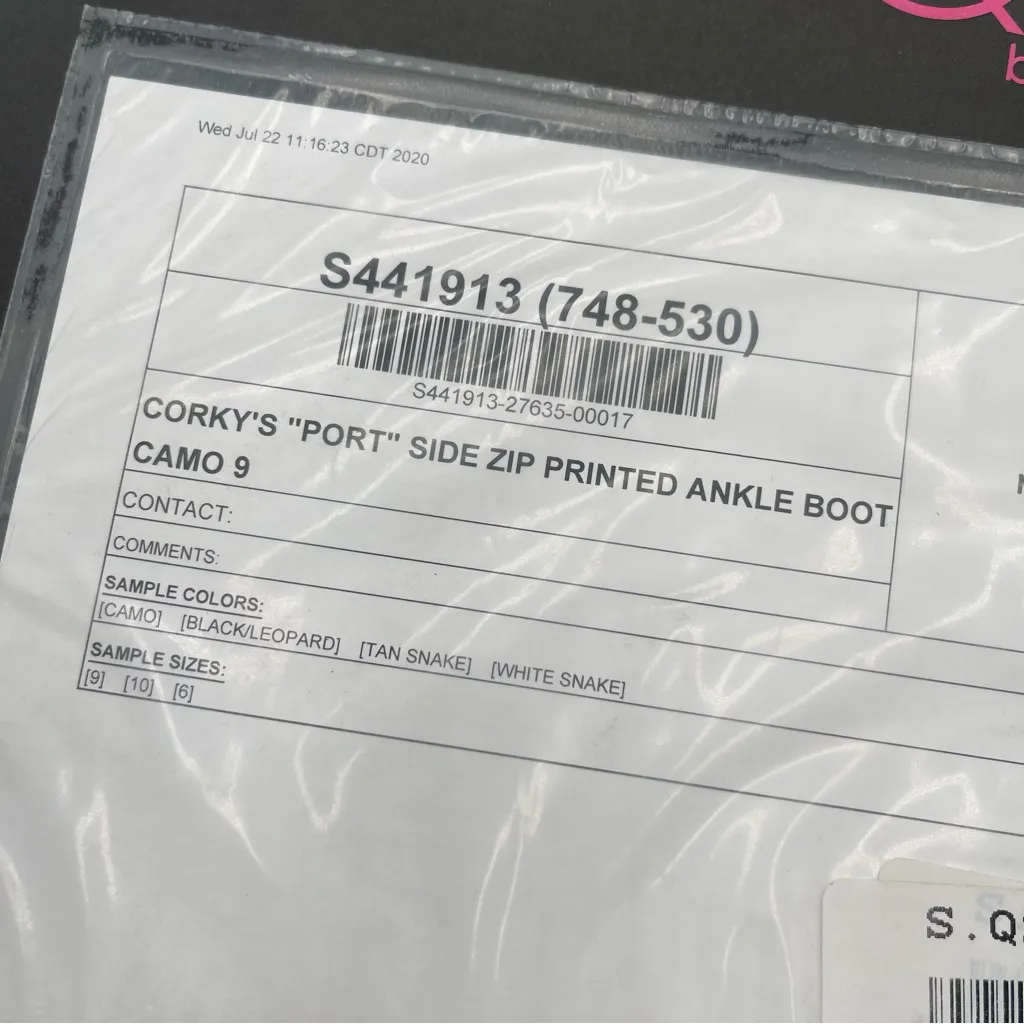 Wed Jul 22 11:16:23 CDT 2020
S441913 (748-530)
S441913-27635-00017
CORKY'S "PORT" SIDE ZIP PRINTED ANKLE BOOT
CAMO 9
CONTACT:
COMMENTS:
SAMPLE COLORS:
[CAMO] [BLACK/LEOPARD] [TAN SNAKE] [WHITE SNAKE]
SAMPLE SIZES:
[9] [10] [6]
S.Q